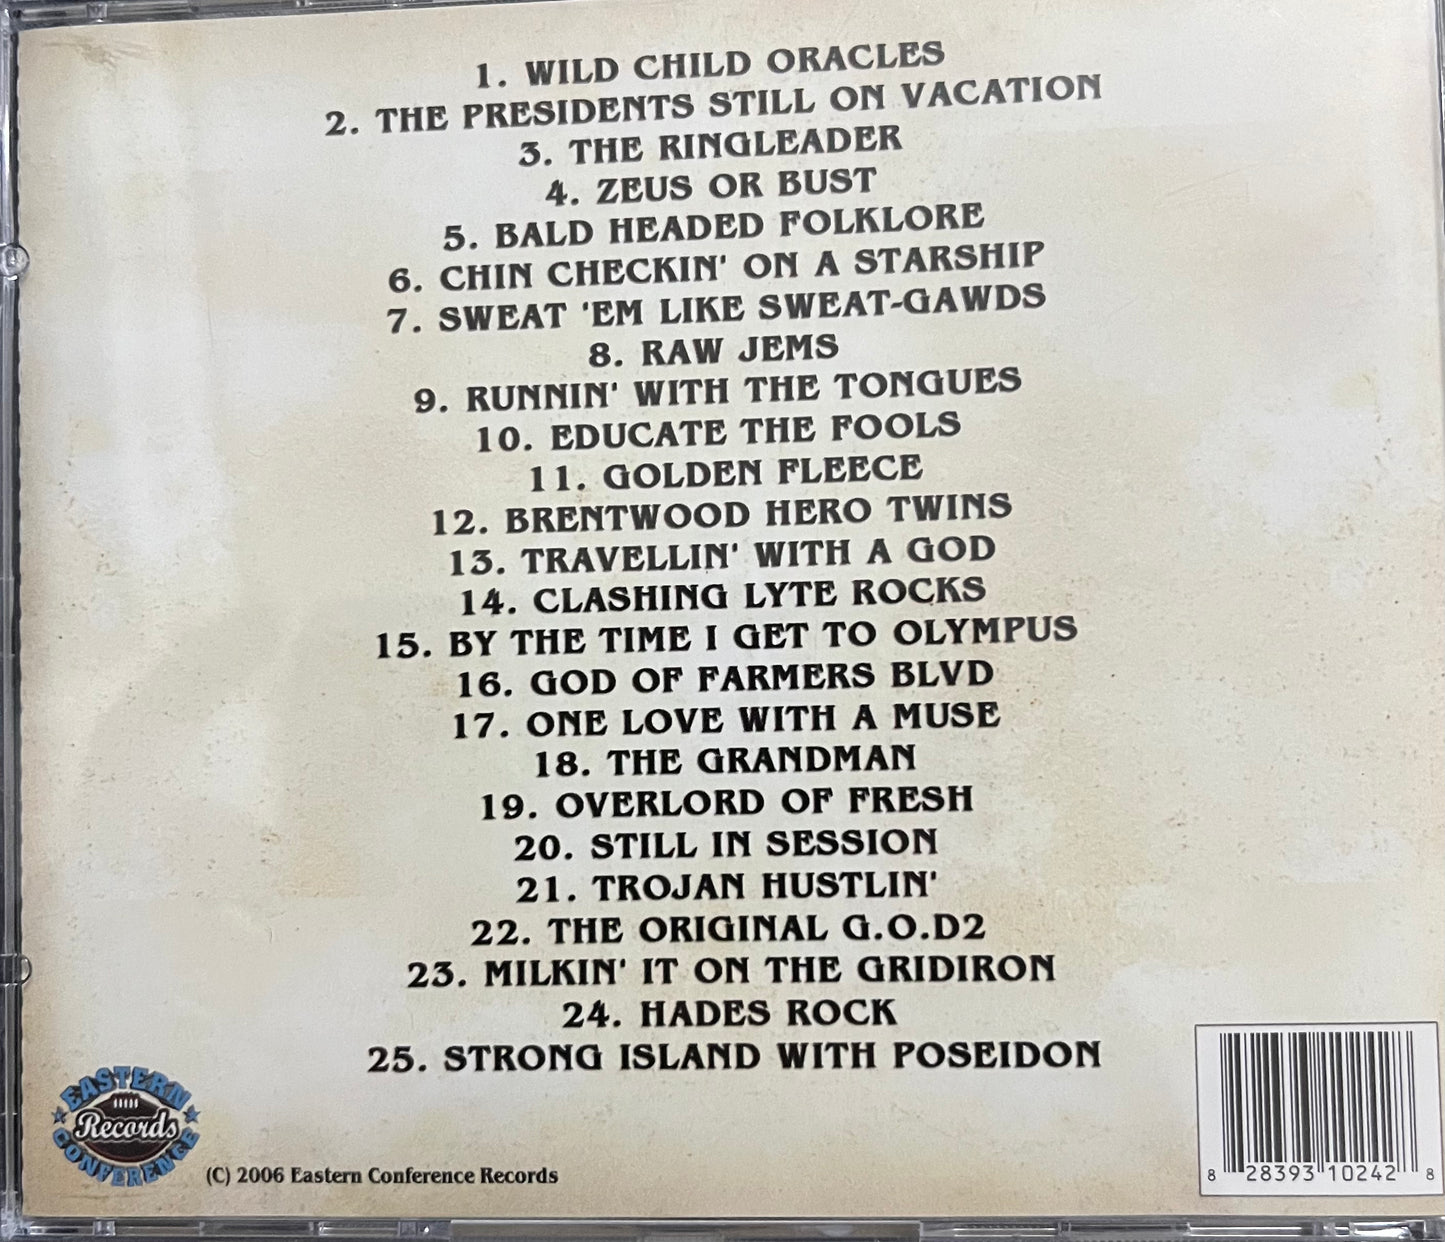 1. WILD CHILD ORACLES
2. THE PRESIDENTS STILL ON VACATION
3. THE RINGLEADER
4. ZEUS OR BUST
5. BALD HEADED FOLKLORE
6. CHIN CHECKIN' ON A STARSHIP
7. SWEAT 'EM LIKE SWEAT-GAWDS
8. RAW JEMS
9. RUNNIN' WITH THE TONGUES
10. EDUCATE THE FOOLS
11. GOLDEN FLEECE
12. BRENTWOOD HERO TWINS
13. TRAVELLIN' WITH A GOD
14. CLASHING LYTE ROCKS
15. BY THE TIME I GET TO OLYMPUS
16. GOD OF FARMERS BLVD
17. ONE LOVE WITH A MUSE
18. THE GRANDMAN
19. OVERLORD OF FRESH
20. STILL IN SESSION
21. TROJAN HUSTLIN'
22. THE ORIGINAL G.O.D2
23. MILKIN' IT ON THE GRIDIRON
24. HADES ROCK
25. STRONG ISLAND WITH POSEIDON
EASTERN
Records
CONFERENCE
(C) 2006 Eastern Conference Records
8 28393 10242 8